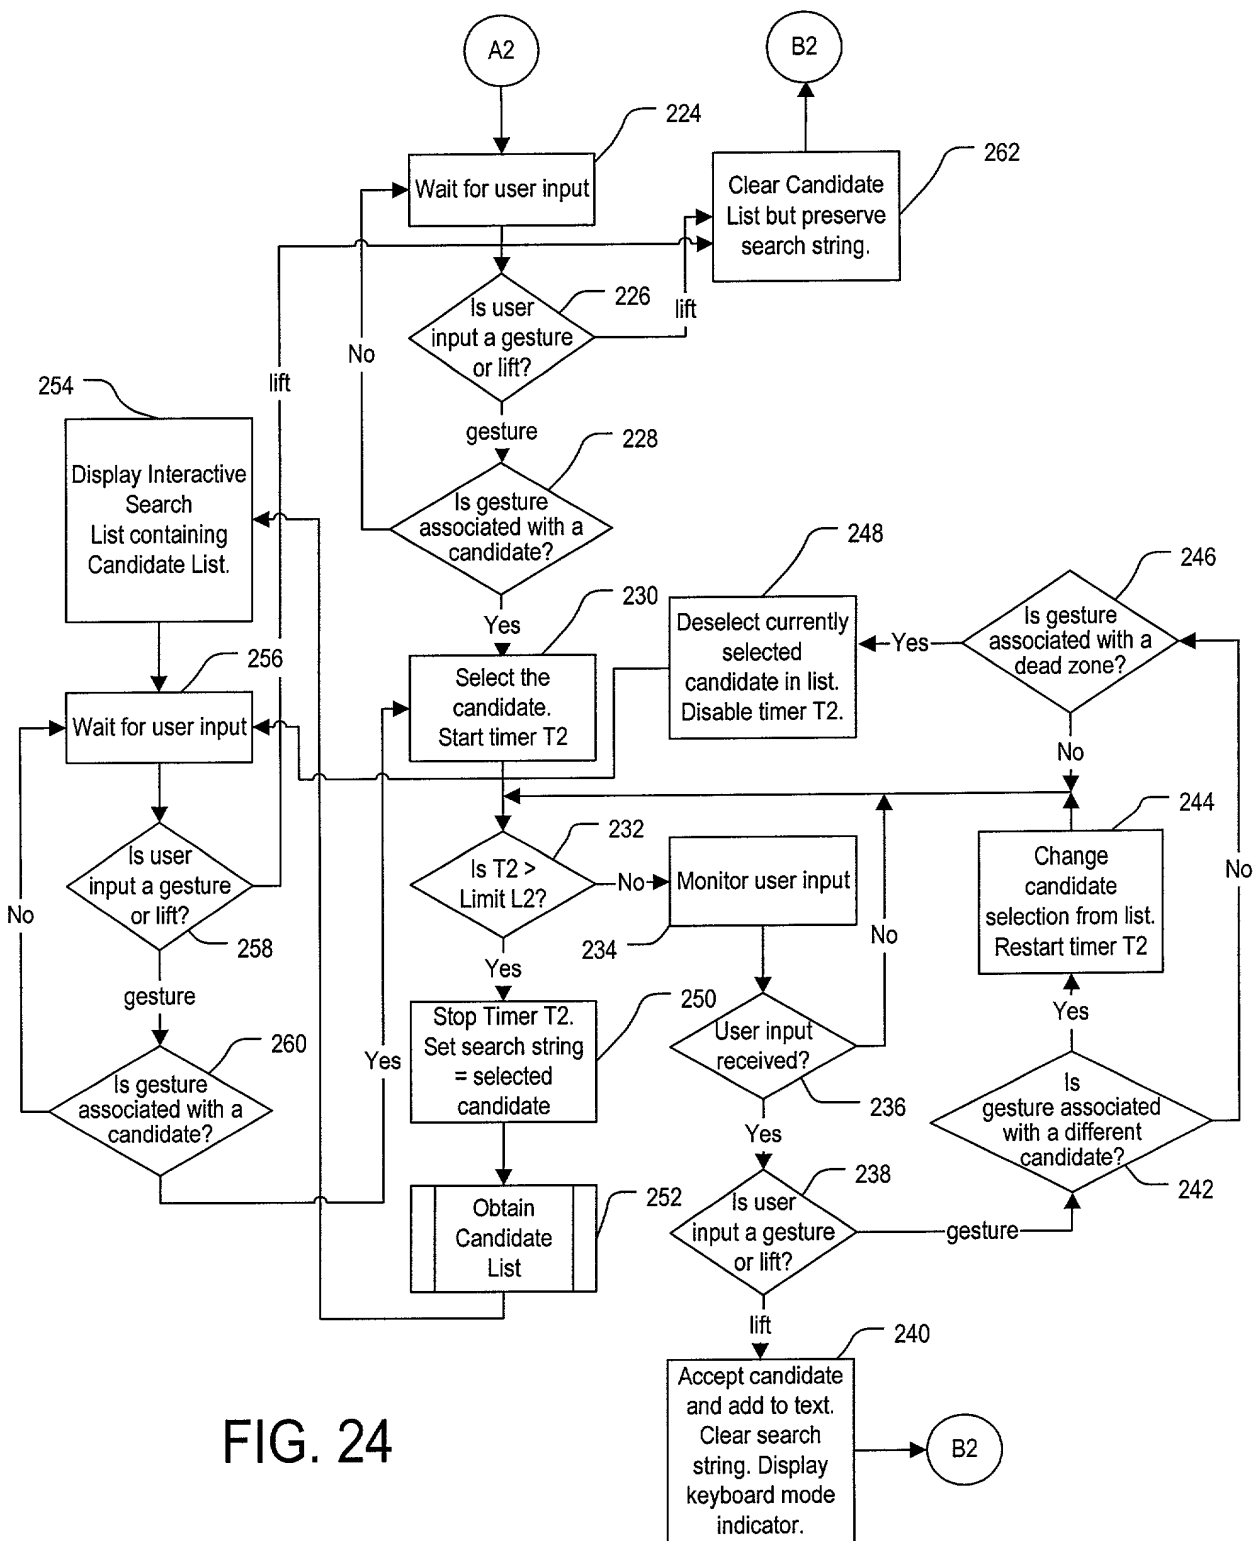 A2
B2
224
Wait for user input
262
Clear Candidate
List but preserve
search string.
226
Is user
input a gesture
or lift?
lift
No
lift
254
gesture
228
Display Interactive
Search
List containing
Candidate List.
Is gesture
associated with a
candidate?
248
246
Yes
230
Deselect currently
selected
candidate in list.
Disable timer T2.
Yes
Is gesture
associated with a
dead zone?
256
Wait for user input
Select the
candidate.
Start timer T2
No
244
232
Is T2 >
Limit L2?
No
Monitor user input
234
No
Change
candidate
selection from list.
Restart timer T2
No
Is user
input a gesture
or lift?
258
No
Yes
gesture
250
Stop Timer T2.
Set search string
= selected
candidate
User input
received?
236
Yes
260
Is gesture
associated with a
candidate?
Yes
Yes
Is
gesture associated
with a different
candidate?
242
252
Obtain
Candidate
List
238
Is user
input a gesture
or lift?
gesture
lift
240
Accept candidate
and add to text.
Clear search
string. Display
keyboard mode
indicator.
B2
FIG. 24